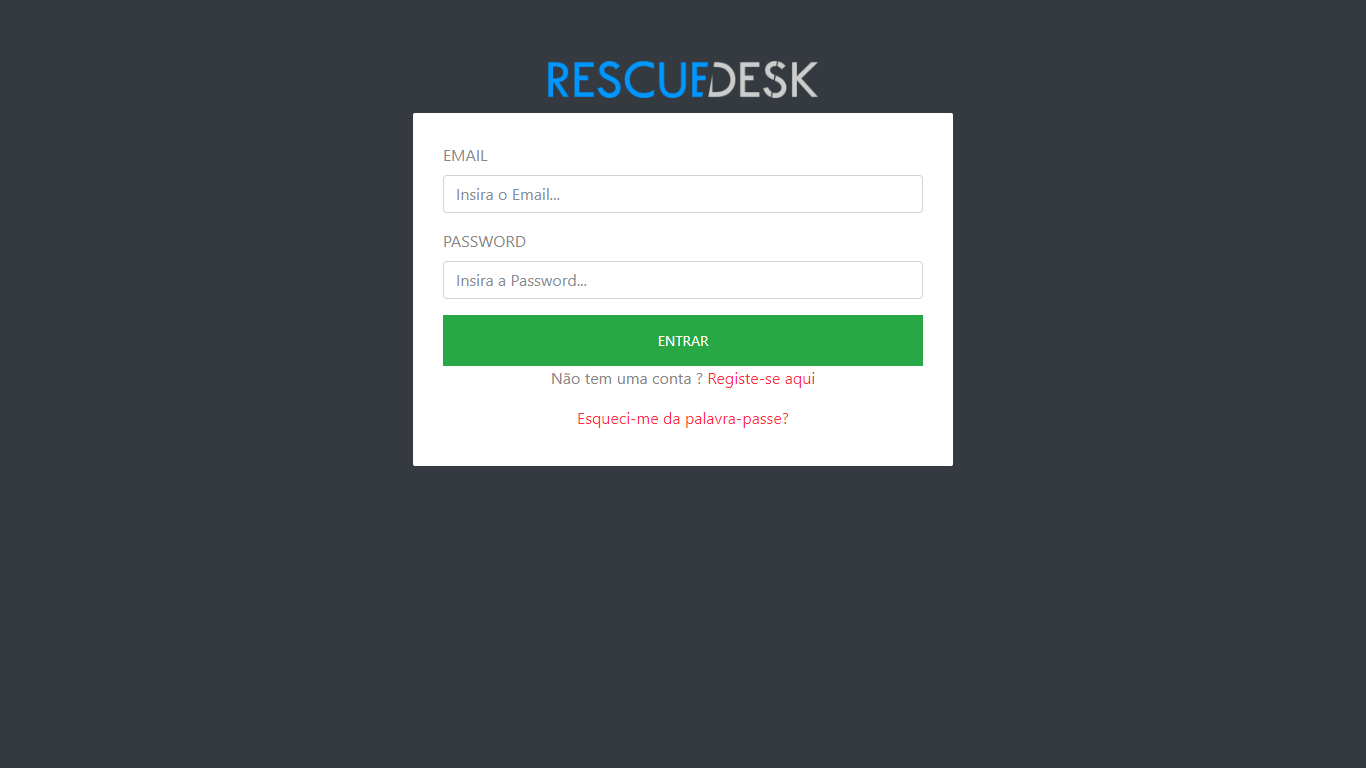 RESCUEDESK
EMAIL
Insira o Email...
PASSWORD
Insira a Password...
ENTRAR
Não tem uma conta ? Registe-se aqui
Esqueci-me da palavra-passe?